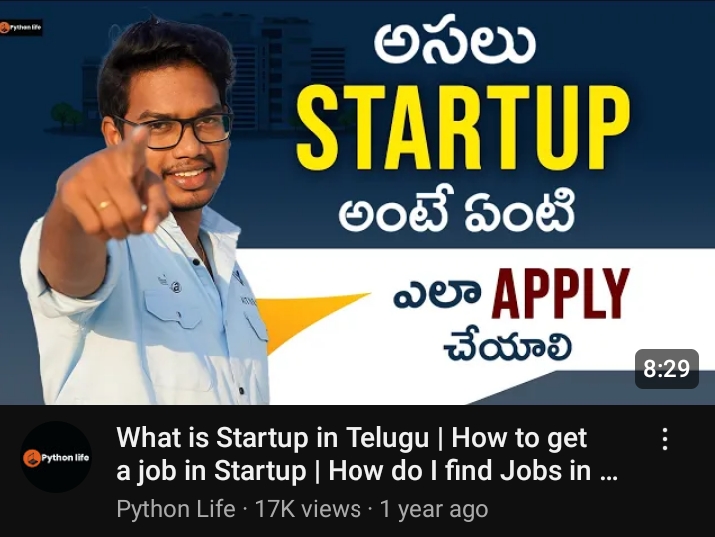 Python life
అసలు
STARTUP
అంటే ఏంటి
ఎలా APPLY
చేయాలి
8:29
Python life
What is Startup in Telugu | How to get
a job in Startup | How do I find Jobs in ...
Python Life · 17K views · 1 year ago